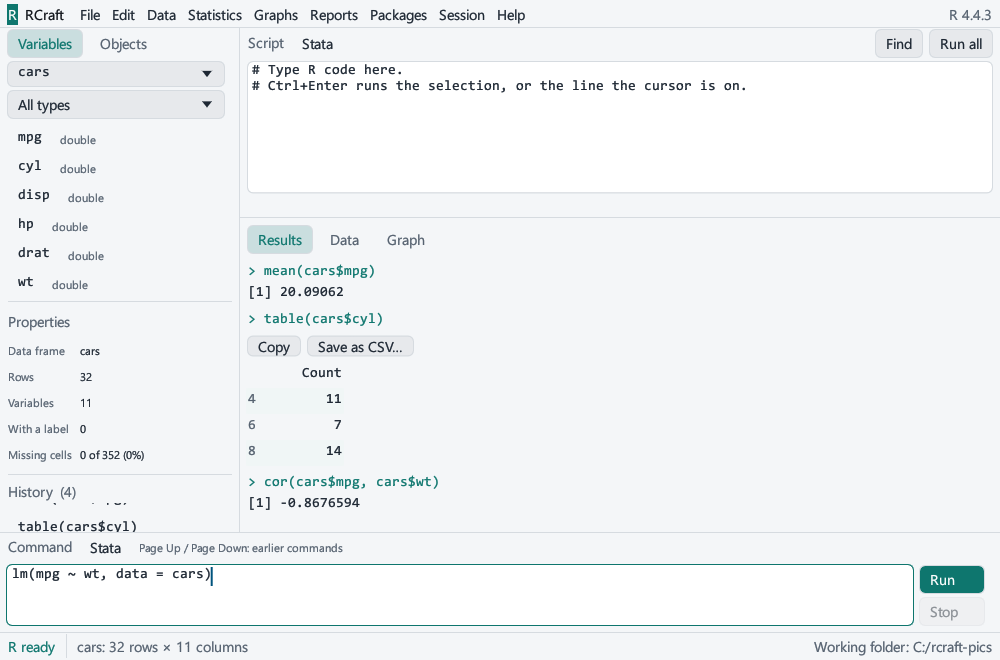 R RCraft File Edit Data Statistics Graphs Reports Packages Session Help R 4.4.3
Variables Objects
cars
All types
mpg double
cyl double
disp double
hp double
drat double
wt double
Properties
Data frame cars
Rows 32
Variables 11
With a label 0
Missing cells 0 of 352 (0%)
History (4)
table(cars$cyl)
Script Stata Find Run all
# Type R code here.
# Ctrl+Enter runs the selection, or the line the cursor is on.
Results Data Graph
> mean(cars$mpg)
[1] 20.09062
> table(cars$cyl)
Copy Save as CSV...
Count
4 11
6 7
8 14
> cor(cars$mpg, cars$wt)
[1] -0.8676594
Command Stata Page Up / Page Down: earlier commands
lm(mpg ~ wt, data = cars)
Run
Stop
R ready cars: 32 rows × 11 columns Working folder: C:/rcraft-pics